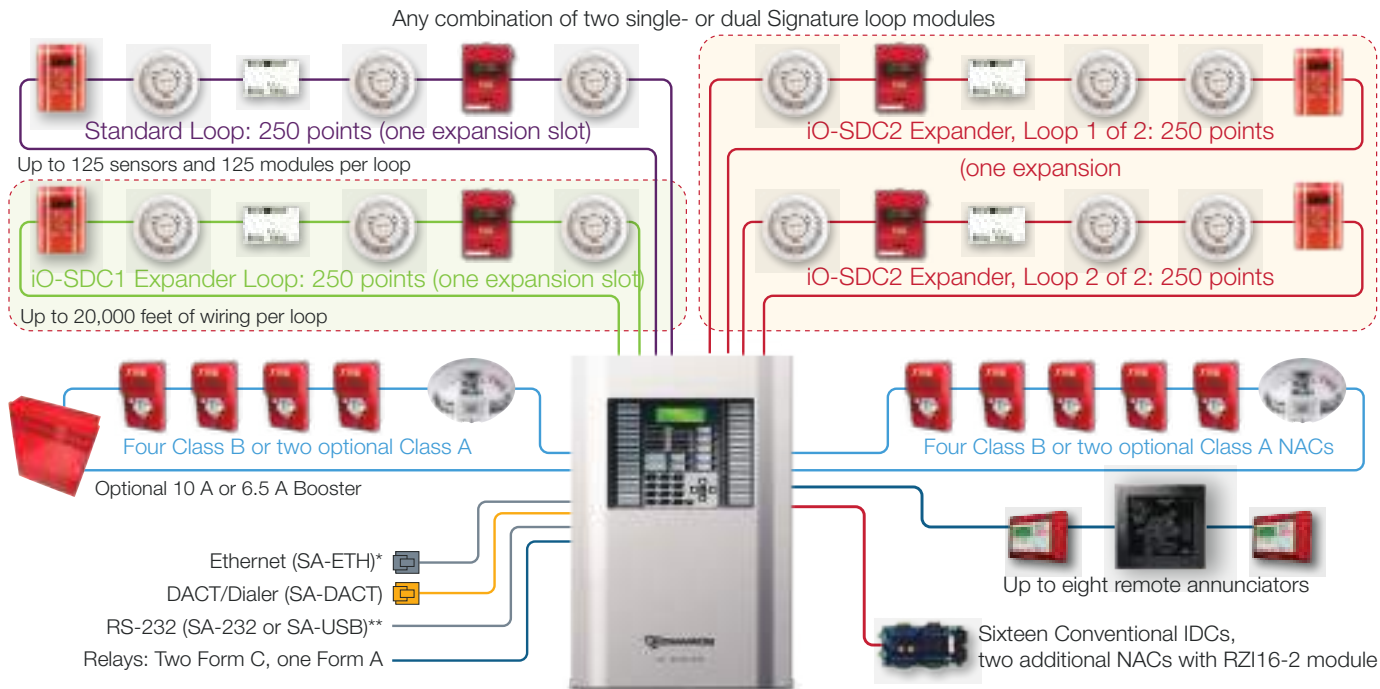 Any combination of two single- or dual Signature loop modules
Standard Loop: 250 points (one expansion slot)
Up to 125 sensors and 125 modules per loop
iO-SDC2 Expander, Loop 1 of 2: 250 points
(one expansion
iO-SDC1 Expander Loop: 250 points (one expansion slot)
Up to 20,000 feet of wiring per loop
iO-SDC2 Expander, Loop 2 of 2: 250 points
Four Class B or two optional Class A
Optional 10 A or 6.5 A Booster
Four Class B or two optional Class A NACs
Ethernet (SA-ETH)*
DACT/Dialer (SA-DACT)
RS-232 (SA-232 or SA-USB)**
Relays: Two Form C, one Form A
Up to eight remote annunciators
Sixteen Conventional IDCs,
two additional NACs with RZI16-2 module